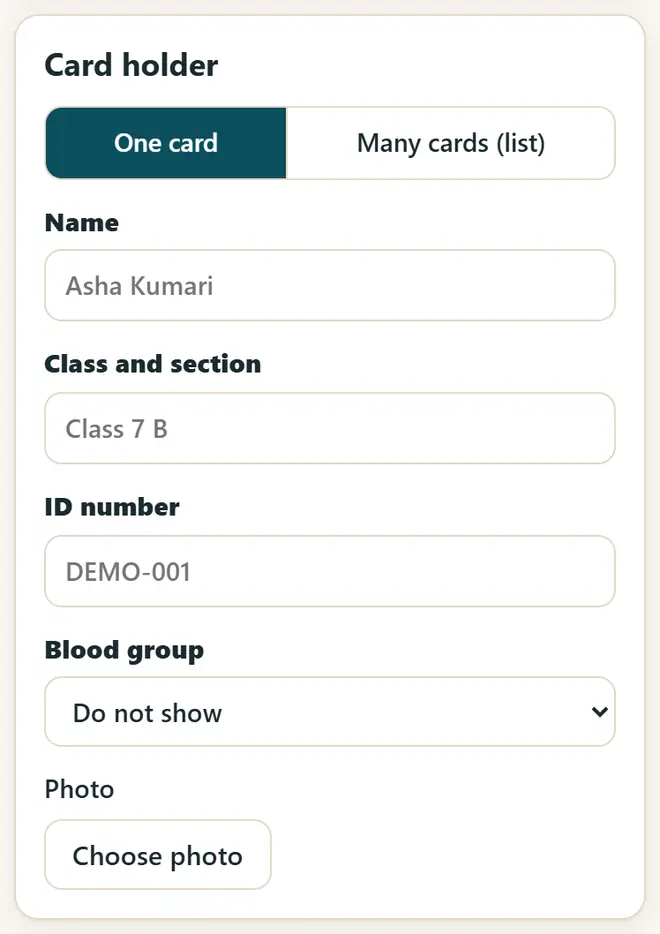 Card holder
One card
Many cards (list)
Name
Asha Kumari
Class and section
Class 7 B
ID number
DEMO-001
Blood group
Do not show
Photo
Choose photo